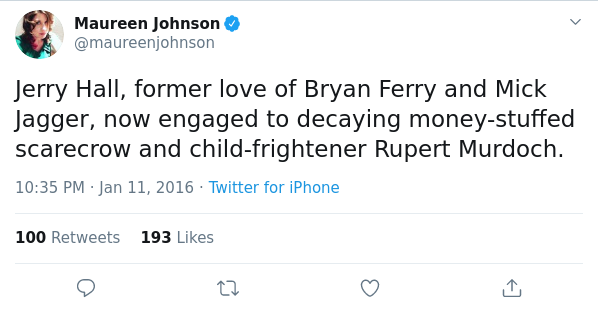 Maureen Johnson
@maureenjohnson
Jerry Hall, former love of Bryan Ferry and Mick
Jagger, now engaged to decaying money-stuffed
scarecrow and child-frightener Rupert Murdoch.
10:35 PM · Jan 11, 2016 · Twitter for iPhone
100 Retweets 193 Likes